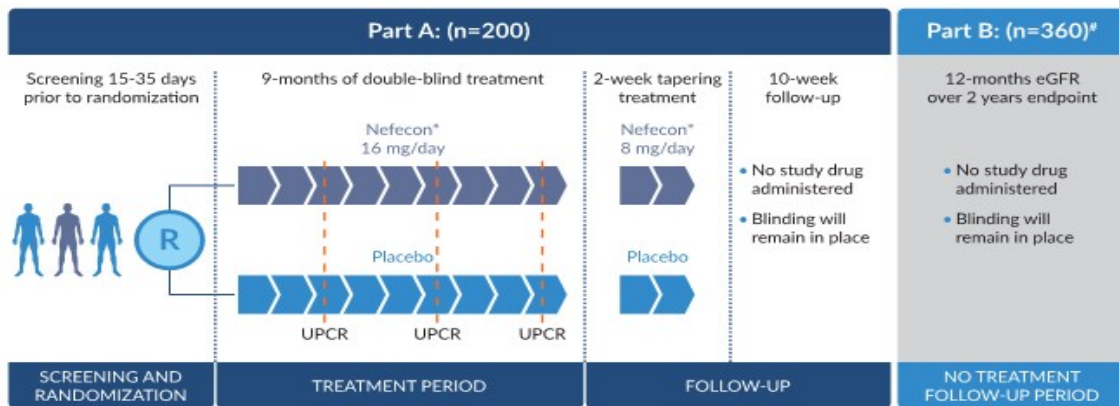 Part A: (n=200)
Part B: (n=360)#
Screening 15-35 days
prior to randomization
9-months of double-blind treatment
2-week tapering
treatment
10-week
follow-up
12-months eGFR
over 2 years endpoint
Nefecon*
16 mg/day
Nefecon*
8 mg/day
• No study drug
administered
• Blinding will
remain in place
• No study drug
administered
• Blinding will
remain in place
R
Placebo
Placebo
UPCR
UPCR
UPCR
SCREENING AND
RANDOMIZATION
TREATMENT PERIOD
FOLLOW-UP
NO TREATMENT
FOLLOW-UP PERIOD